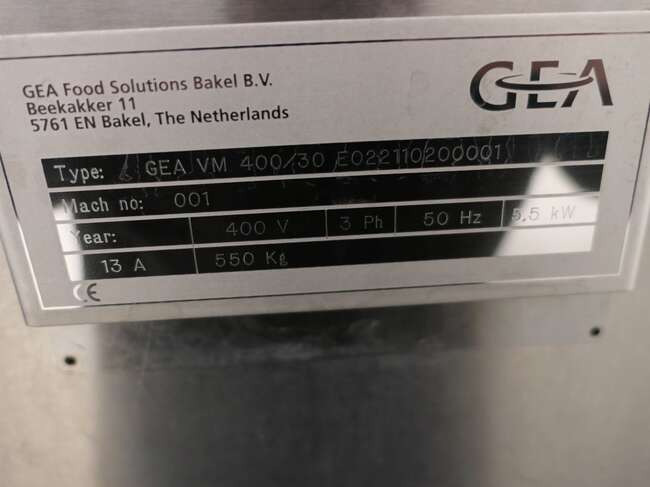 GEA Food Solutions Bakel B.V.
Beekakker 11
5761 EN Bakel, The Netherlands
GEA
Type: GEA VM 400/30 E022110200001
Mach no: 001
Year: 400 V 3 Ph 50 Hz 5.5 kW
13 A 550 Kg
CE